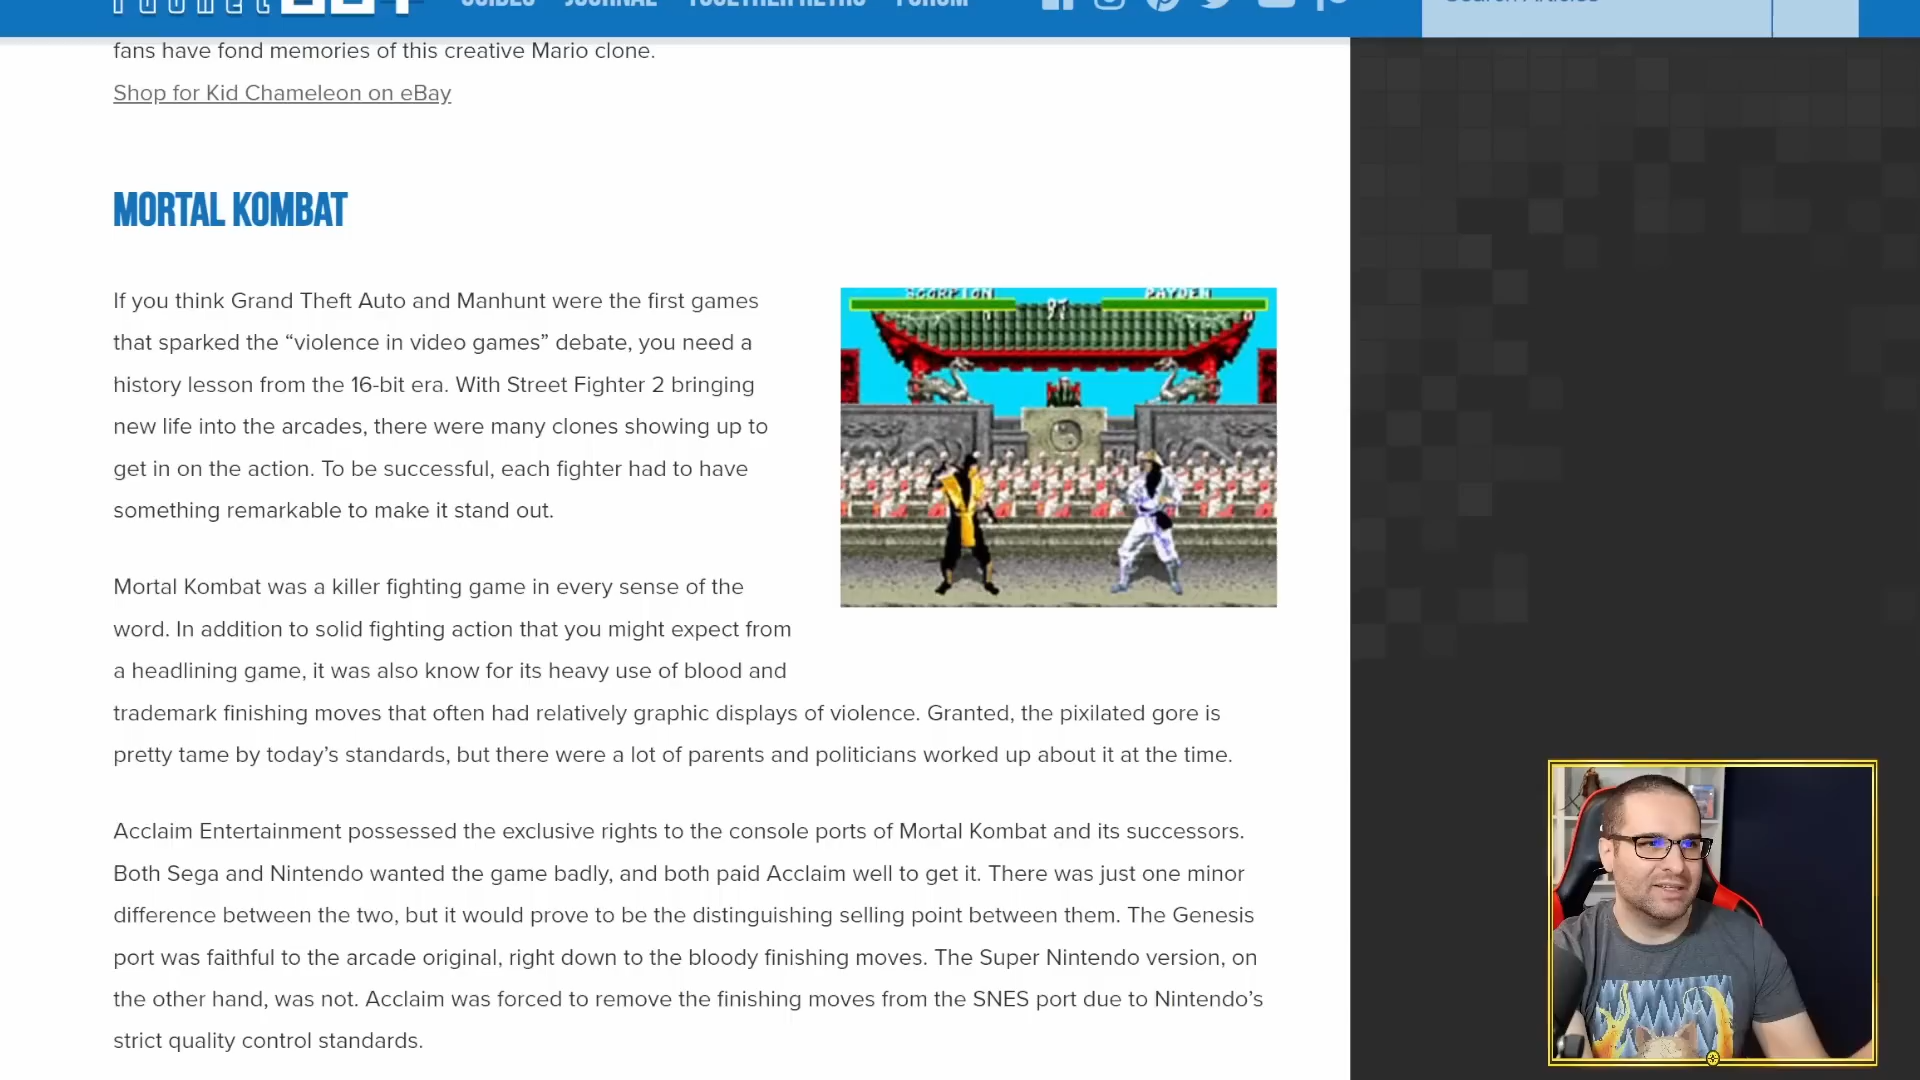 GUIDES JOURNAL TOGETHER RETRO FORUM
Search Articles
fans have fond memories of this creative Mario clone.
Shop for Kid Chameleon on eBay
MORTAL KOMBAT
If you think Grand Theft Auto and Manhunt were the first games
that sparked the “violence in video games” debate, you need a
history lesson from the 16-bit era. With Street Fighter 2 bringing
new life into the arcades, there were many clones showing up to
get in on the action. To be successful, each fighter had to have
something remarkable to make it stand out.
SCORPION
RAYDEN
Mortal Kombat was a killer fighting game in every sense of the
word. In addition to solid fighting action that you might expect from
a headlining game, it was also know for its heavy use of blood and
trademark finishing moves that often had relatively graphic displays of violence. Granted, the pixilated gore is
pretty tame by today’s standards, but there were a lot of parents and politicians worked up about it at the time.
Acclaim Entertainment possessed the exclusive rights to the console ports of Mortal Kombat and its successors.
Both Sega and Nintendo wanted the game badly, and both paid Acclaim well to get it. There was just one minor
difference between the two, but it would prove to be the distinguishing selling point between them. The Genesis
port was faithful to the arcade original, right down to the bloody finishing moves. The Super Nintendo version, on
the other hand, was not. Acclaim was forced to remove the finishing moves from the SNES port due to Nintendo’s
strict quality control standards.